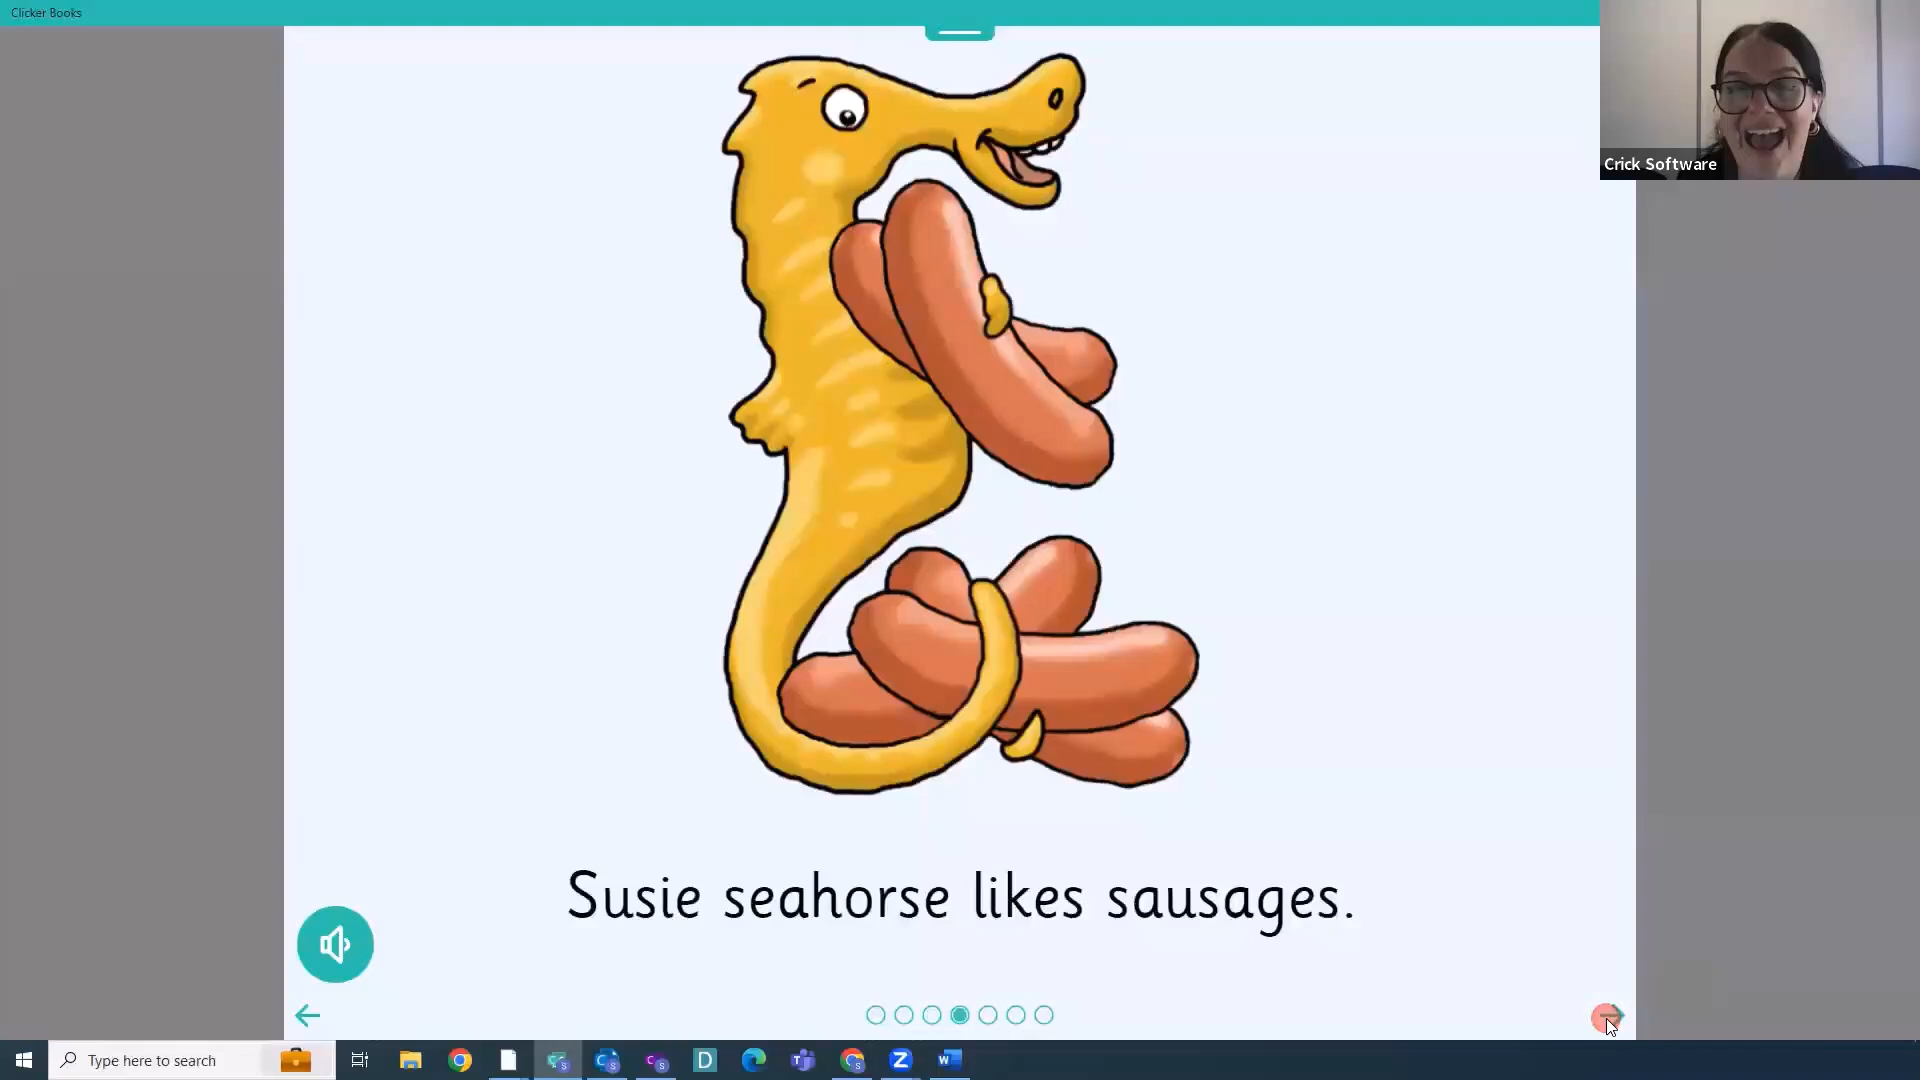 Clicker Books
Crick Software
Susie seahorse likes sausages.
Type here to search